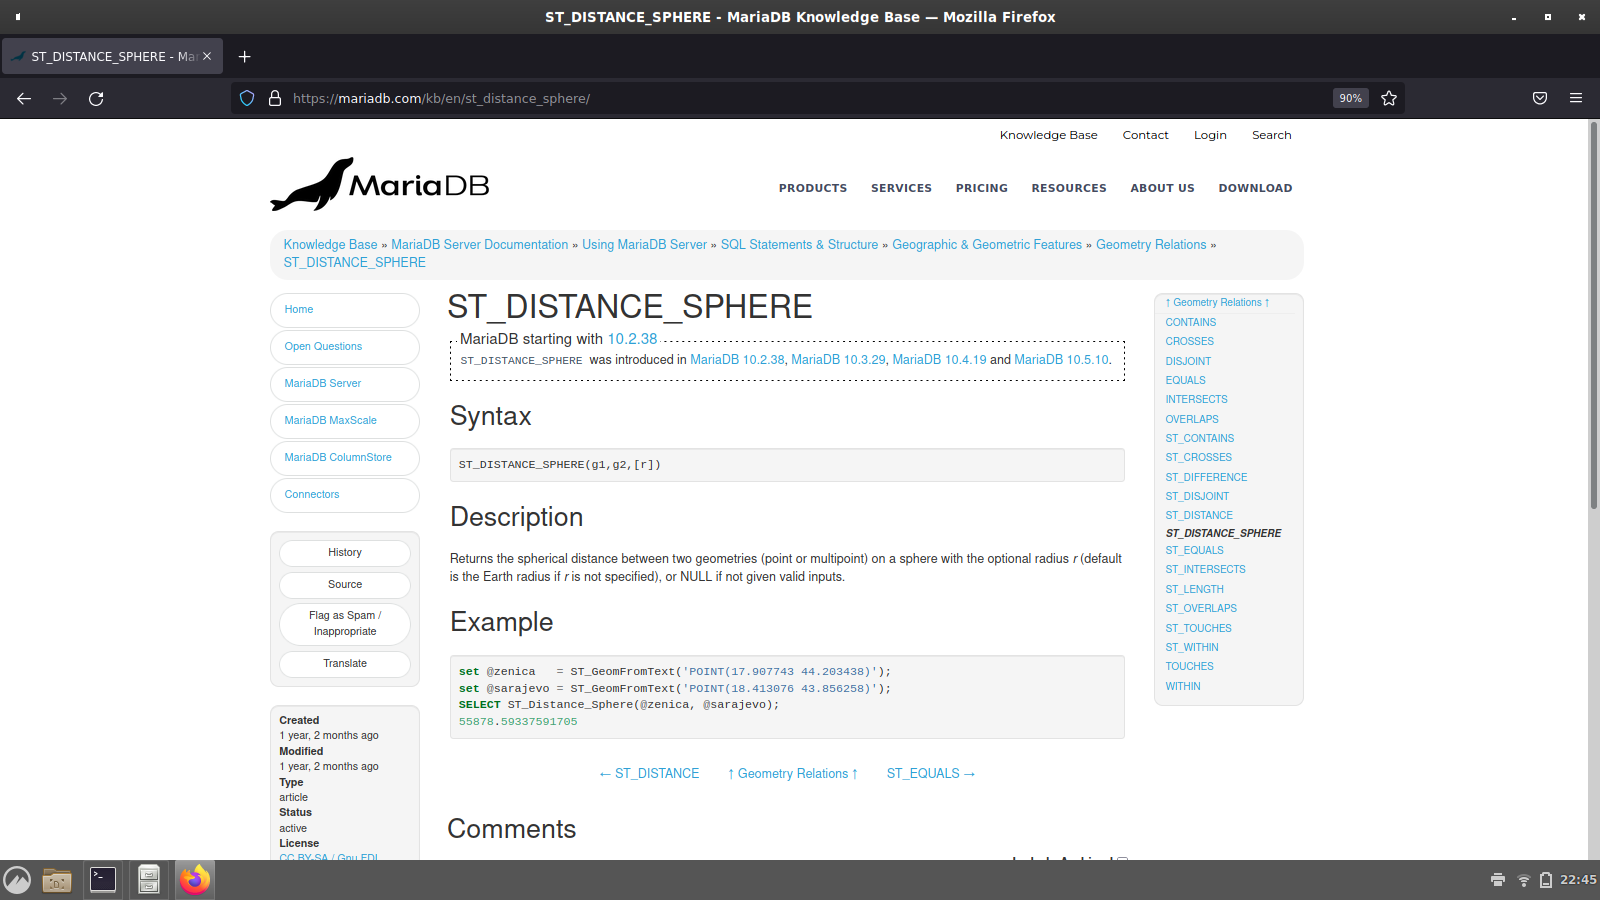 ST_DISTANCE_SPHERE - MariaDB Knowledge Base — Mozilla Firefox
ST_DISTANCE_SPHERE - Mar
https://mariadb.com/kb/en/st_distance_sphere/
90%
Knowledge Base Contact Login Search
MariaDB
PRODUCTS SERVICES PRICING RESOURCES ABOUT US DOWNLOAD
Knowledge Base » MariaDB Server Documentation » Using MariaDB Server » SQL Statements & Structure » Geographic & Geometric Features » Geometry Relations »
ST_DISTANCE_SPHERE
Home
Open Questions
MariaDB Server
MariaDB MaxScale
MariaDB ColumnStore
Connectors
History
Source
Flag as Spam /
Inappropriate
Translate
Created
1 year, 2 months ago
Modified
1 year, 2 months ago
Type
article
Status
active
License
CC BY-SA / Gnu FDL
ST_DISTANCE_SPHERE
MariaDB starting with 10.2.38
ST_DISTANCE_SPHERE was introduced in MariaDB 10.2.38, MariaDB 10.3.29, MariaDB 10.4.19 and MariaDB 10.5.10.
Syntax
ST_DISTANCE_SPHERE(g1,g2,[r])
Description
Returns the spherical distance between two geometries (point or multipoint) on a sphere with the optional radius r (default
is the Earth radius if r is not specified), or NULL if not given valid inputs.
Example
set @zenica   = ST_GeomFromText('POINT(17.907743 44.203438)');
set @sarajevo = ST_GeomFromText('POINT(18.413076 43.856258)');
SELECT ST_Distance_Sphere(@zenica, @sarajevo);
55878.59337591705
← ST_DISTANCE ↑ Geometry Relations ↑ ST_EQUALS →
Comments
↑ Geometry Relations ↑
CONTAINS
CROSSES
DISJOINT
EQUALS
INTERSECTS
OVERLAPS
ST_CONTAINS
ST_CROSSES
ST_DIFFERENCE
ST_DISJOINT
ST_DISTANCE
ST_DISTANCE_SPHERE
ST_EQUALS
ST_INTERSECTS
ST_LENGTH
ST_OVERLAPS
ST_TOUCHES
ST_WITHIN
TOUCHES
WITHIN
22:45